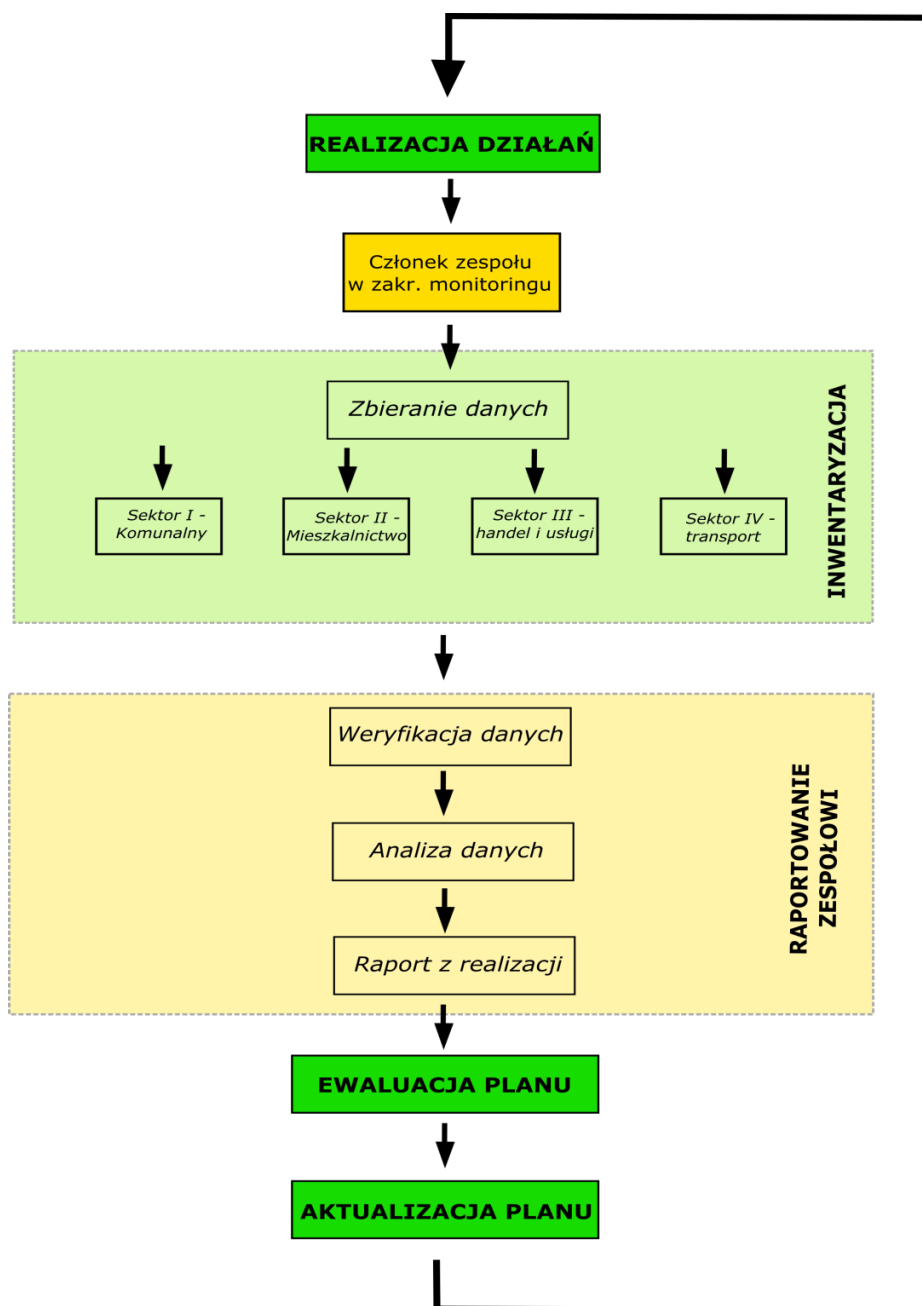 REALIZACJA DZIAŁAŃ
Członek zespołu
w zakr. monitoringu
Zbieranie danych
Sektor I -
Komunalny
Sektor II -
Mieszkalnictwo
Sektor III -
handel i usługi
Sektor IV -
transport
INWENTARYZACJA
Weryfikacja danych
Analiza danych
Raport z realizacji
RAPORTOWANIE
ZESPOŁOWI
EWALUACJA PLANU
AKTUALIZACJA PLANU